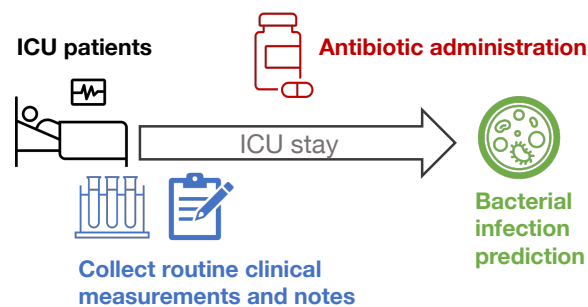 ICU patients
Antibiotic administration
ICU stay
Bacterial
infection
prediction
Collect routine clinical
measurements and notes